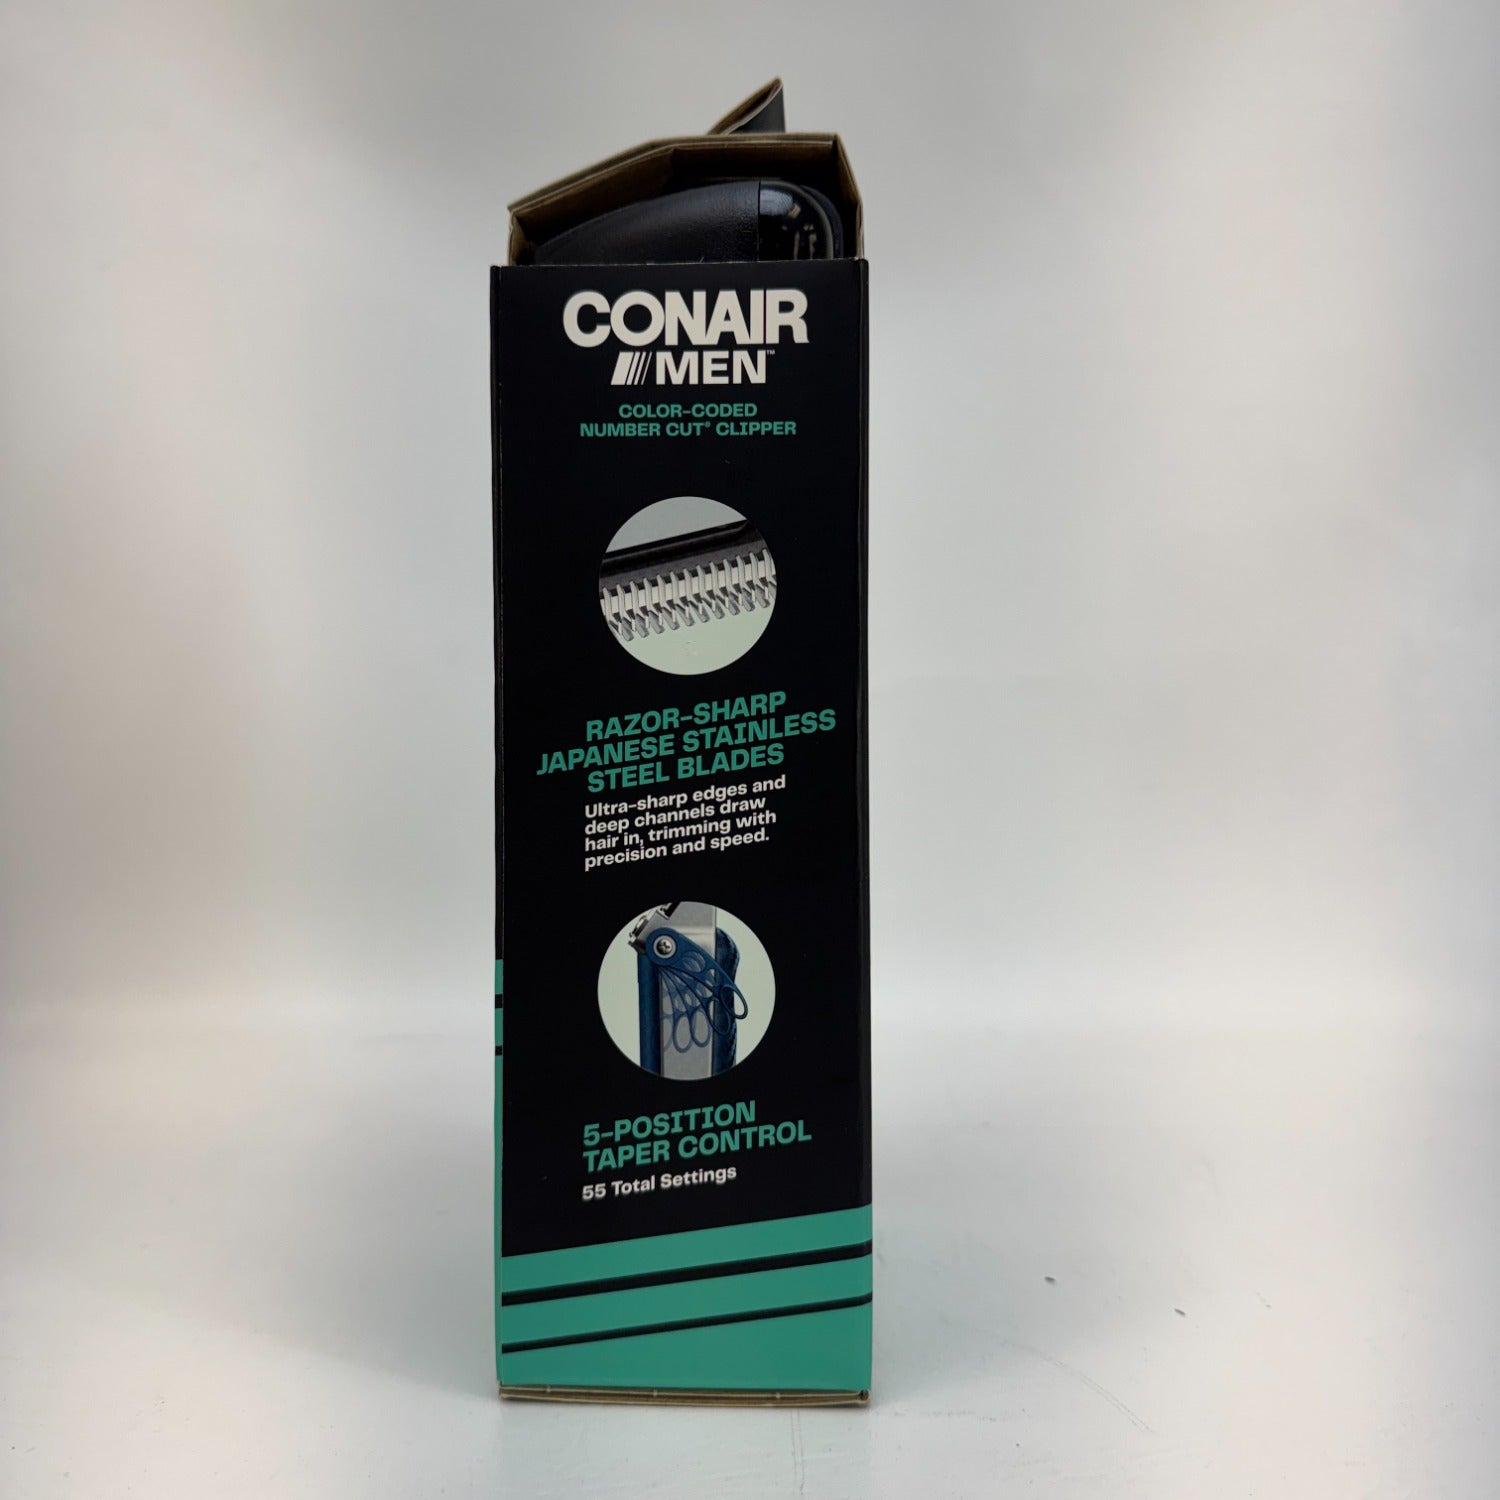 CONAIR
MEN™
COLOR-CODED
NUMBER CUT® CLIPPER
RAZOR-SHARP
JAPANESE STAINLESS
STEEL BLADES
Ultra-sharp edges and
deep channels draw
hair in, trimming with
precision and speed.
5-POSITION
TAPER CONTROL
55 Total Settings